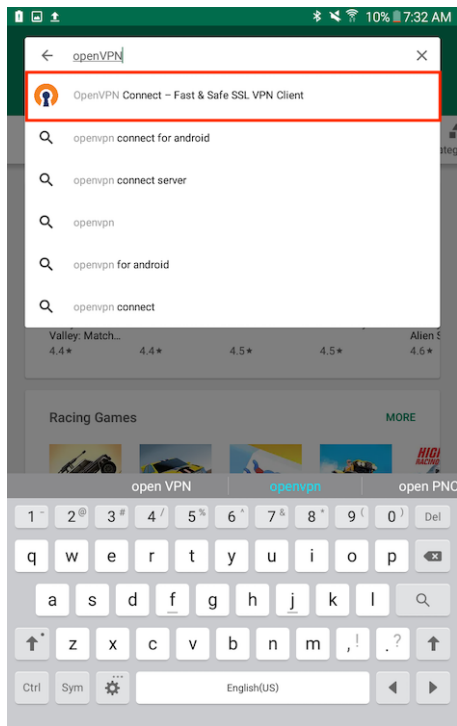 10% 7:32 AM
openVPN
OpenVPN Connect – Fast & Safe SSL VPN Client
openvpn connect for android
openvpn connect server
openvpn
openvpn for android
openvpn connect
Valley: Match...
Alien S
4.4★ 4.4★ 4.5★ 4.5★ 4.6★
Racing Games MORE
open VPN openvpn open PNC
1 - 2 @ 3 # 4 / 5 % 6 ^ 7 & 8 * 9 ( 0 ) Del
q w e r t y u i o p
a s d f g h j k l
z x c v b n m , ! . ?
Ctrl Sym English(US)